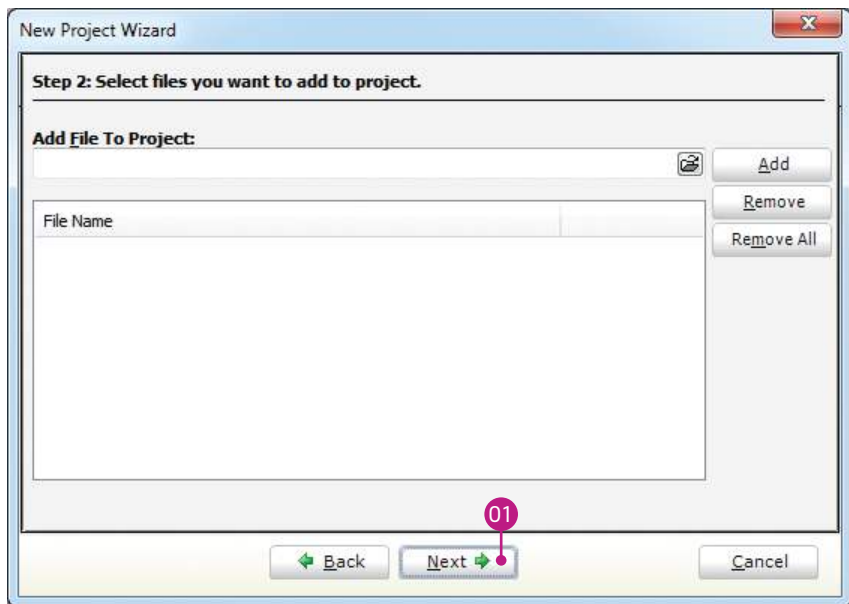 New Project Wizard
Step 2: Select files you want to add to project.
Add File To Project:
Add
Remove
File Name
Remove All
01
Back
Next
Cancel